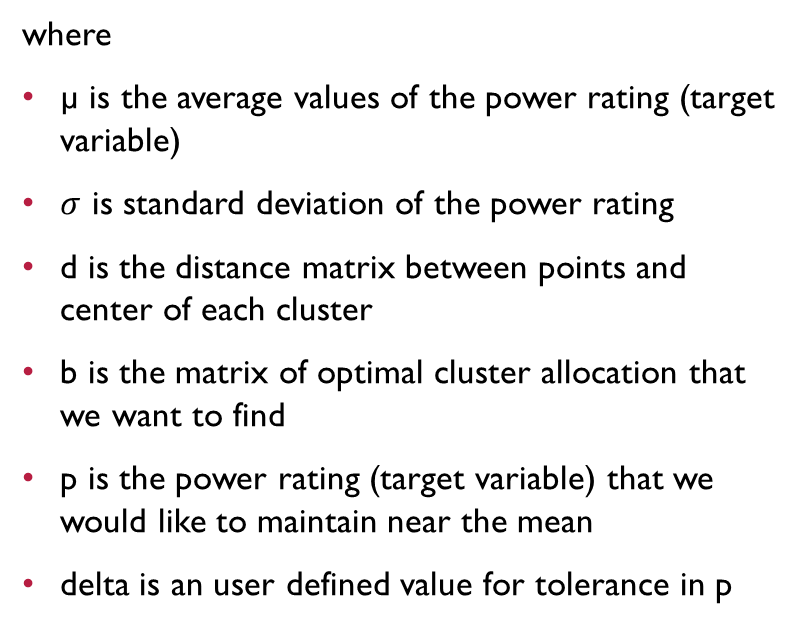 where
• µ is the average values of the power rating (target
variable)
• σ is standard deviation of the power rating
• d is the distance matrix between points and
center of each cluster
• b is the matrix of optimal cluster allocation that
we want to find
• p is the power rating (target variable) that we
would like to maintain near the mean
• delta is an user defined value for tolerance in p